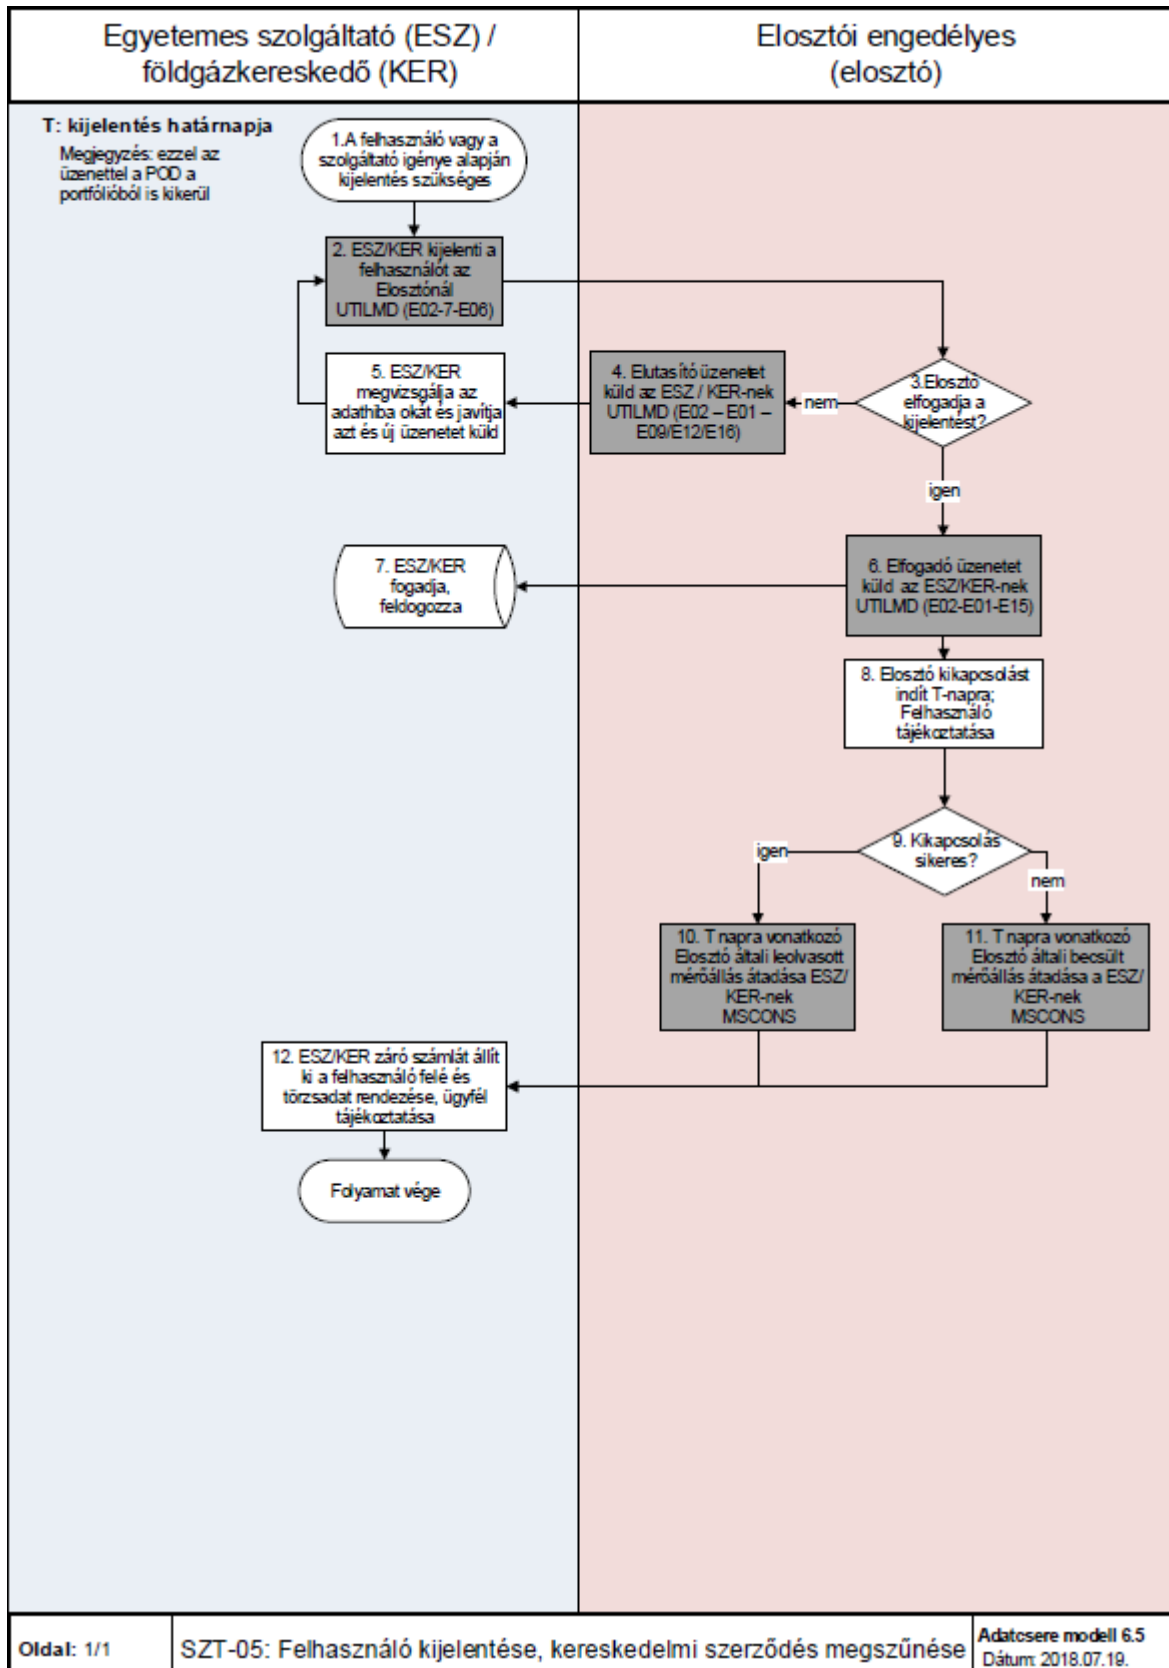 Egyetemes szolgáltató (ESZ) /
földgázkereskedő (KER)
Elosztói engedélyes
(elosztó)
T: kijelentés határnapja
Megjegyzés: ezzel az
üzenettel a POD a
portfólióból is kikerül
1.A felhasználó vagy a
szolgáltató igénye alapján
kijelentés szükséges
2. ESZ/KER kijelenti a
felhasználót az
Elosztónál
UTILMD (E02-7-E06)
3.Elosztó
elfogadja a
kijelentést?
nem
4. Elutasító üzenetet
küld az ESZ / KER-nek
UTILMD (E02 – E01 –
E09/E12/E16)
5. ESZ/KER
megvizsgálja az
adathiba okát és javítja
azt és új üzenetet küld
igen
6. Elfogadó üzenetet
küld az ESZ/KER-nek
UTILMD (E02-E01-E15)
7. ESZ/KER
fogadja,
feldogozza
8. Elosztó kikapcsolást
indít T-napra;
Felhasználó
tájékoztatása
9. Kikapcsolás
sikeres?
igen
nem
10. T napra vonatkozó
Elosztó általi leolvasott
mérőállás átadása ESZ/
KER-nek
MSCONS
11. T napra vonatkozó
Elosztó általi becsült
mérőállás átadása a ESZ/
KER-nek
MSCONS
12. ESZ/KER záró számlát állít
ki a felhasználó felé és
törzsadat rendezése, ügyfél
tájékoztatása
Folyamat vége
Oldal: 1/1
SZT-05: Felhasználó kijelentése, kereskedelmi szerződés megszűnése
Adatcsere modell 6.5
Dátum: 2018.07.19.